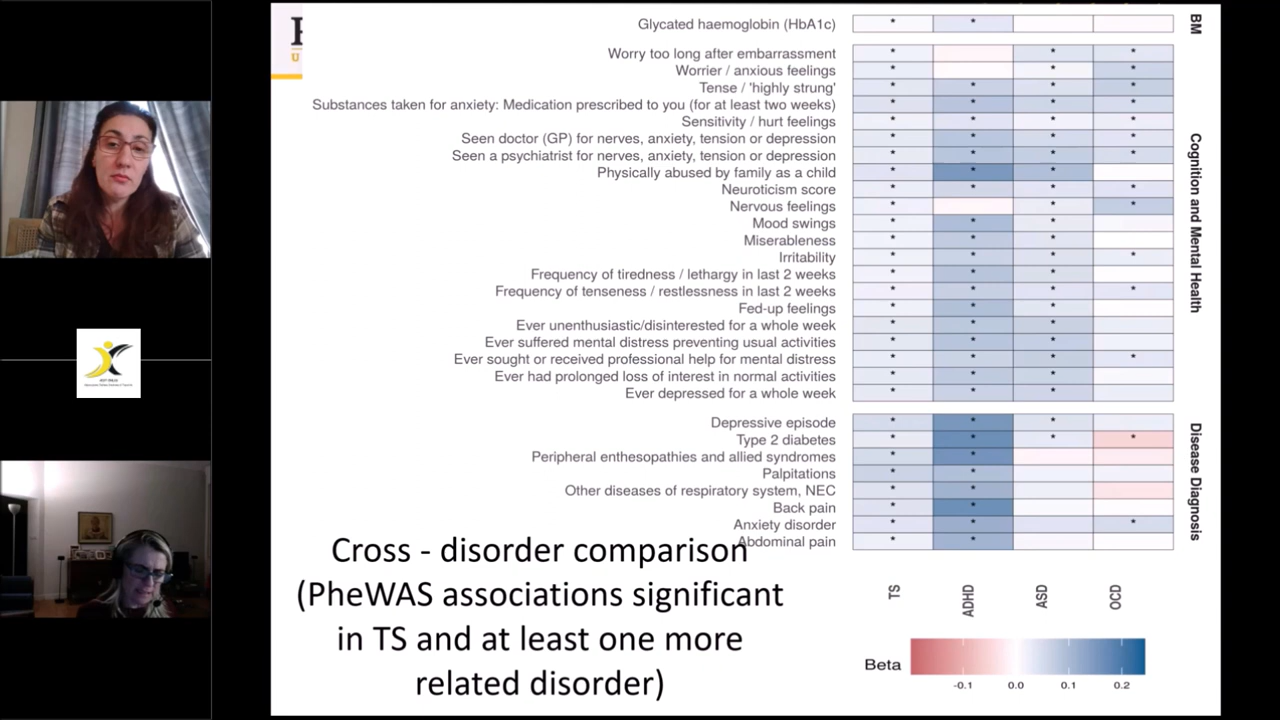 Glycated haemoglobin (HbA1c) * *
BM
Worry too long after embarrassment * * *
Worrier / anxious feelings * * *
Tense / 'highly strung' * * * *
Substances taken for anxiety: Medication prescribed to you (for at least two weeks) * * * *
Sensitivity / hurt feelings * * * *
Seen doctor (GP) for nerves, anxiety, tension or depression * * * *
Seen a psychiatrist for nerves, anxiety, tension or depression * * * *
Physically abused by family as a child * * *
Neuroticism score * * * *
Nervous feelings * * *
Mood swings * * *
Miserableness * * *
Irritability * * * *
Frequency of tiredness / lethargy in last 2 weeks * * *
Frequency of tenseness / restlessness in last 2 weeks * * * *
Fed-up feelings * * *
Ever unenthusiastic/disinterested for a whole week * * *
Ever suffered mental distress preventing usual activities * * *
Ever sought or received professional help for mental distress * * * *
Ever had prolonged loss of interest in normal activities * * *
Ever depressed for a whole week * * *
Cognition and Mental Health
Depressive episode * * *
Type 2 diabetes * * * *
Peripheral enthesopathies and allied syndromes * *
Palpitations * *
Other diseases of respiratory system, NEC * *
Back pain * *
Anxiety disorder * * *
Abdominal pain * *
Disease Diagnosis
TS ADHD ASD OCD
Cross - disorder comparison
(PheWAS associations significant
in TS and at least one more
related disorder)
Beta
-0.1 0.0 0.1 0.2